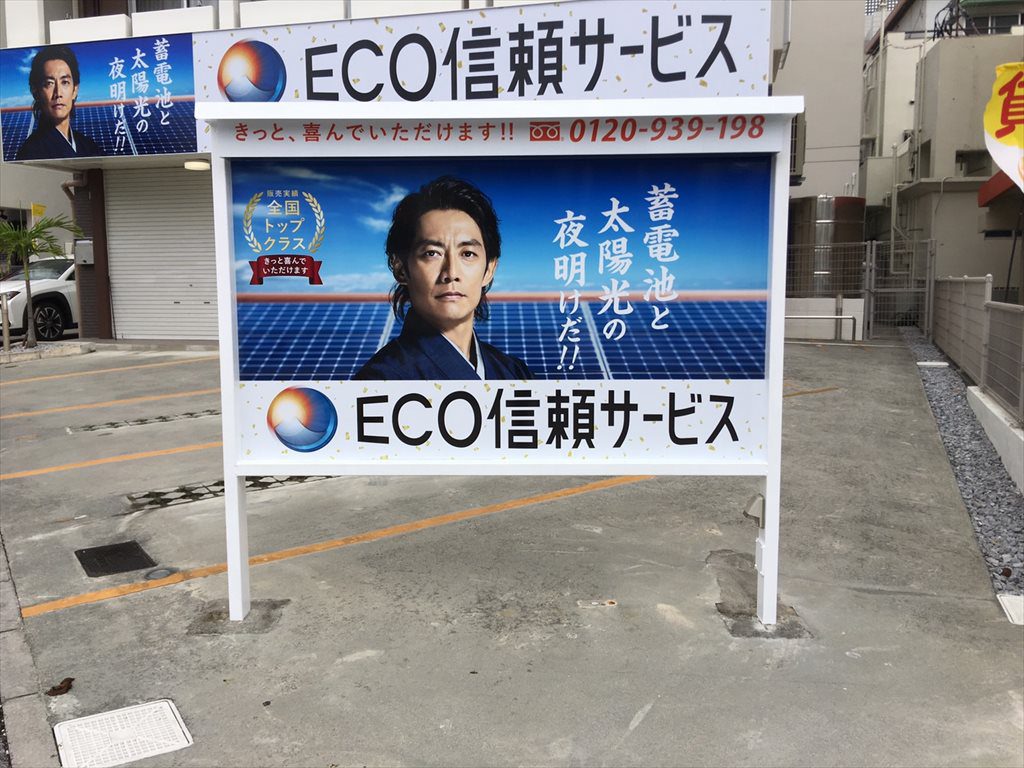 蓄電池と
太陽光の
夜明けだ!!
ECO信頼サービス
きっと、喜んでいただけます!! 0120-939-198
販売実績
全国
トップ
クラス
きっと喜んで
いただけます
蓄電池と
太陽光の
夜明けだ!!
ECO信頼サービス
貸